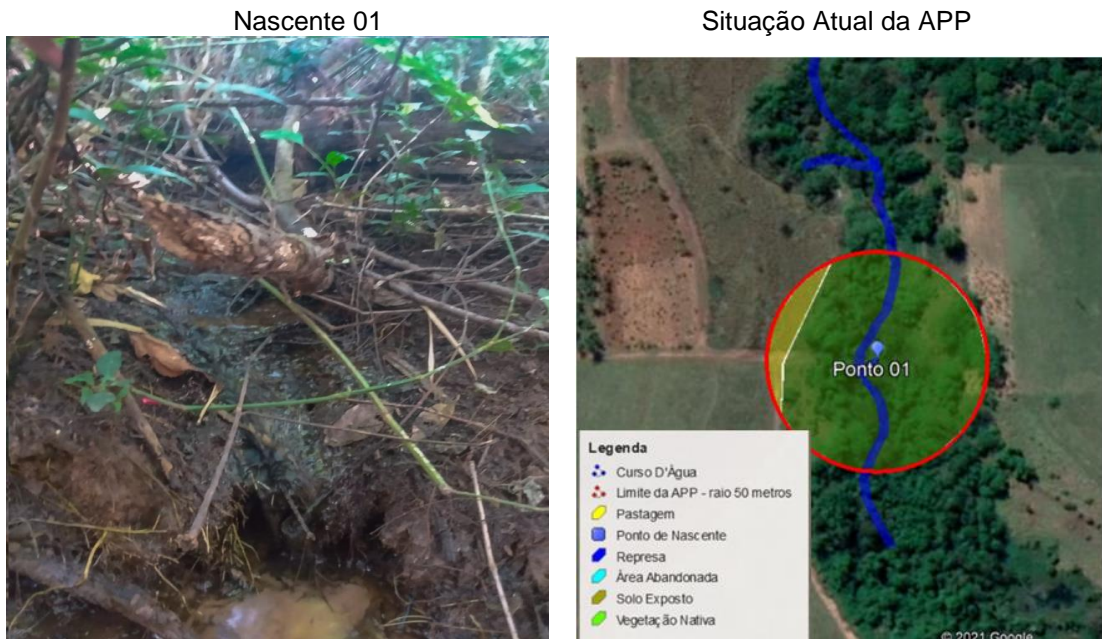 Nascente 01
Situação Atual da APP
Ponto 01
Legenda
Curso D'Àgua
Limite da APP - raio 50 metros
Pastagem
Ponto de Nascente
Represa
Área Abandonada
Solo Exposto
Vegetação Nativa
© 2021 Google